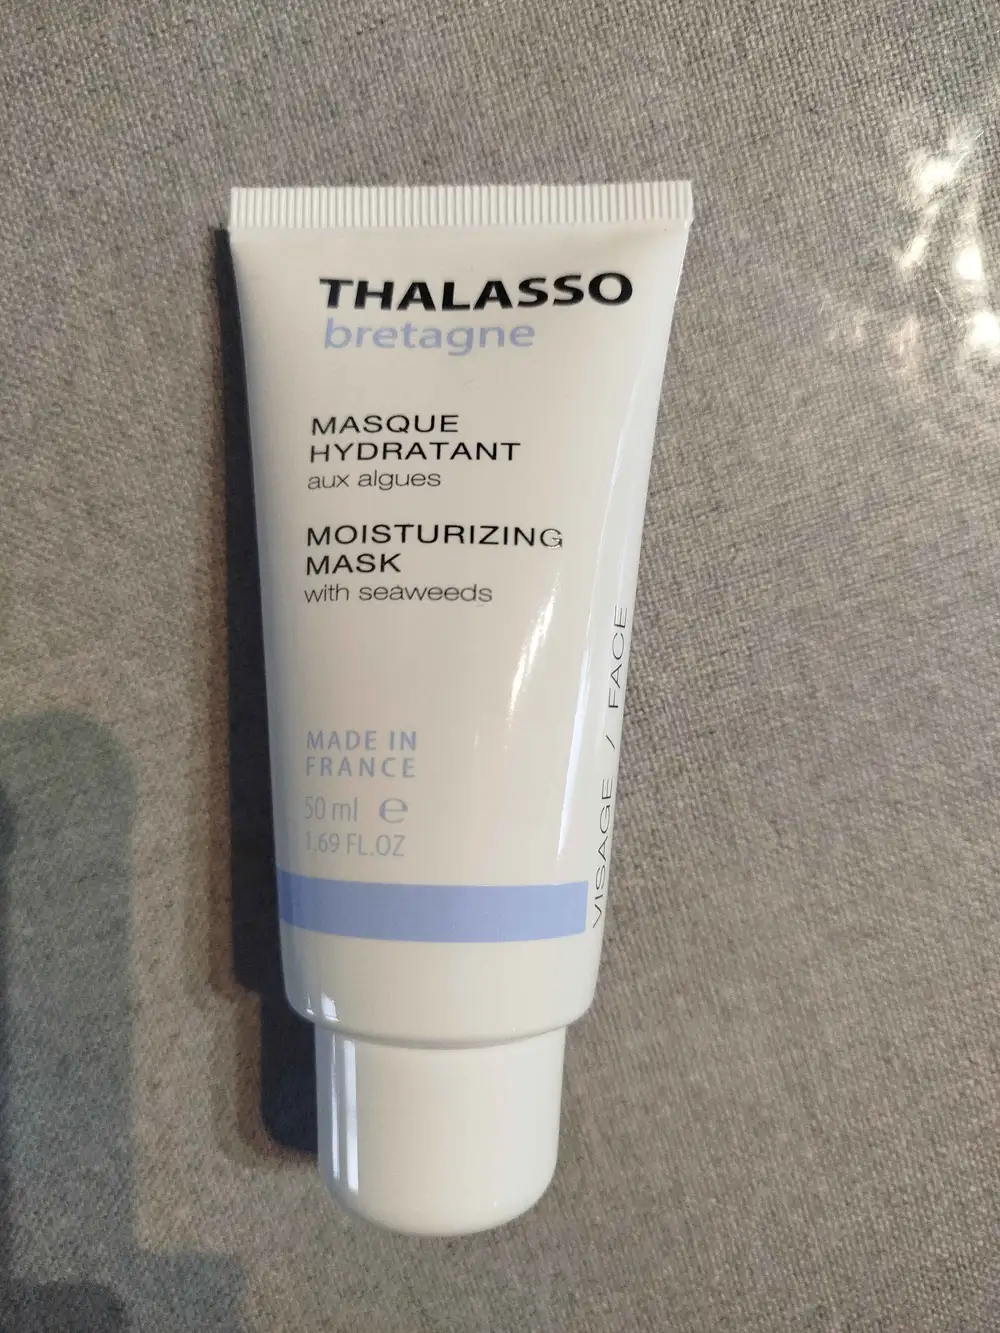 THALASSO
bretagne
MASQUE
HYDRATANT
aux algues
MOISTURIZING
MASK
with seaweeds
MADE IN
FRANCE
50 ml e
1.69 FL.OZ
VISAGE / FACE